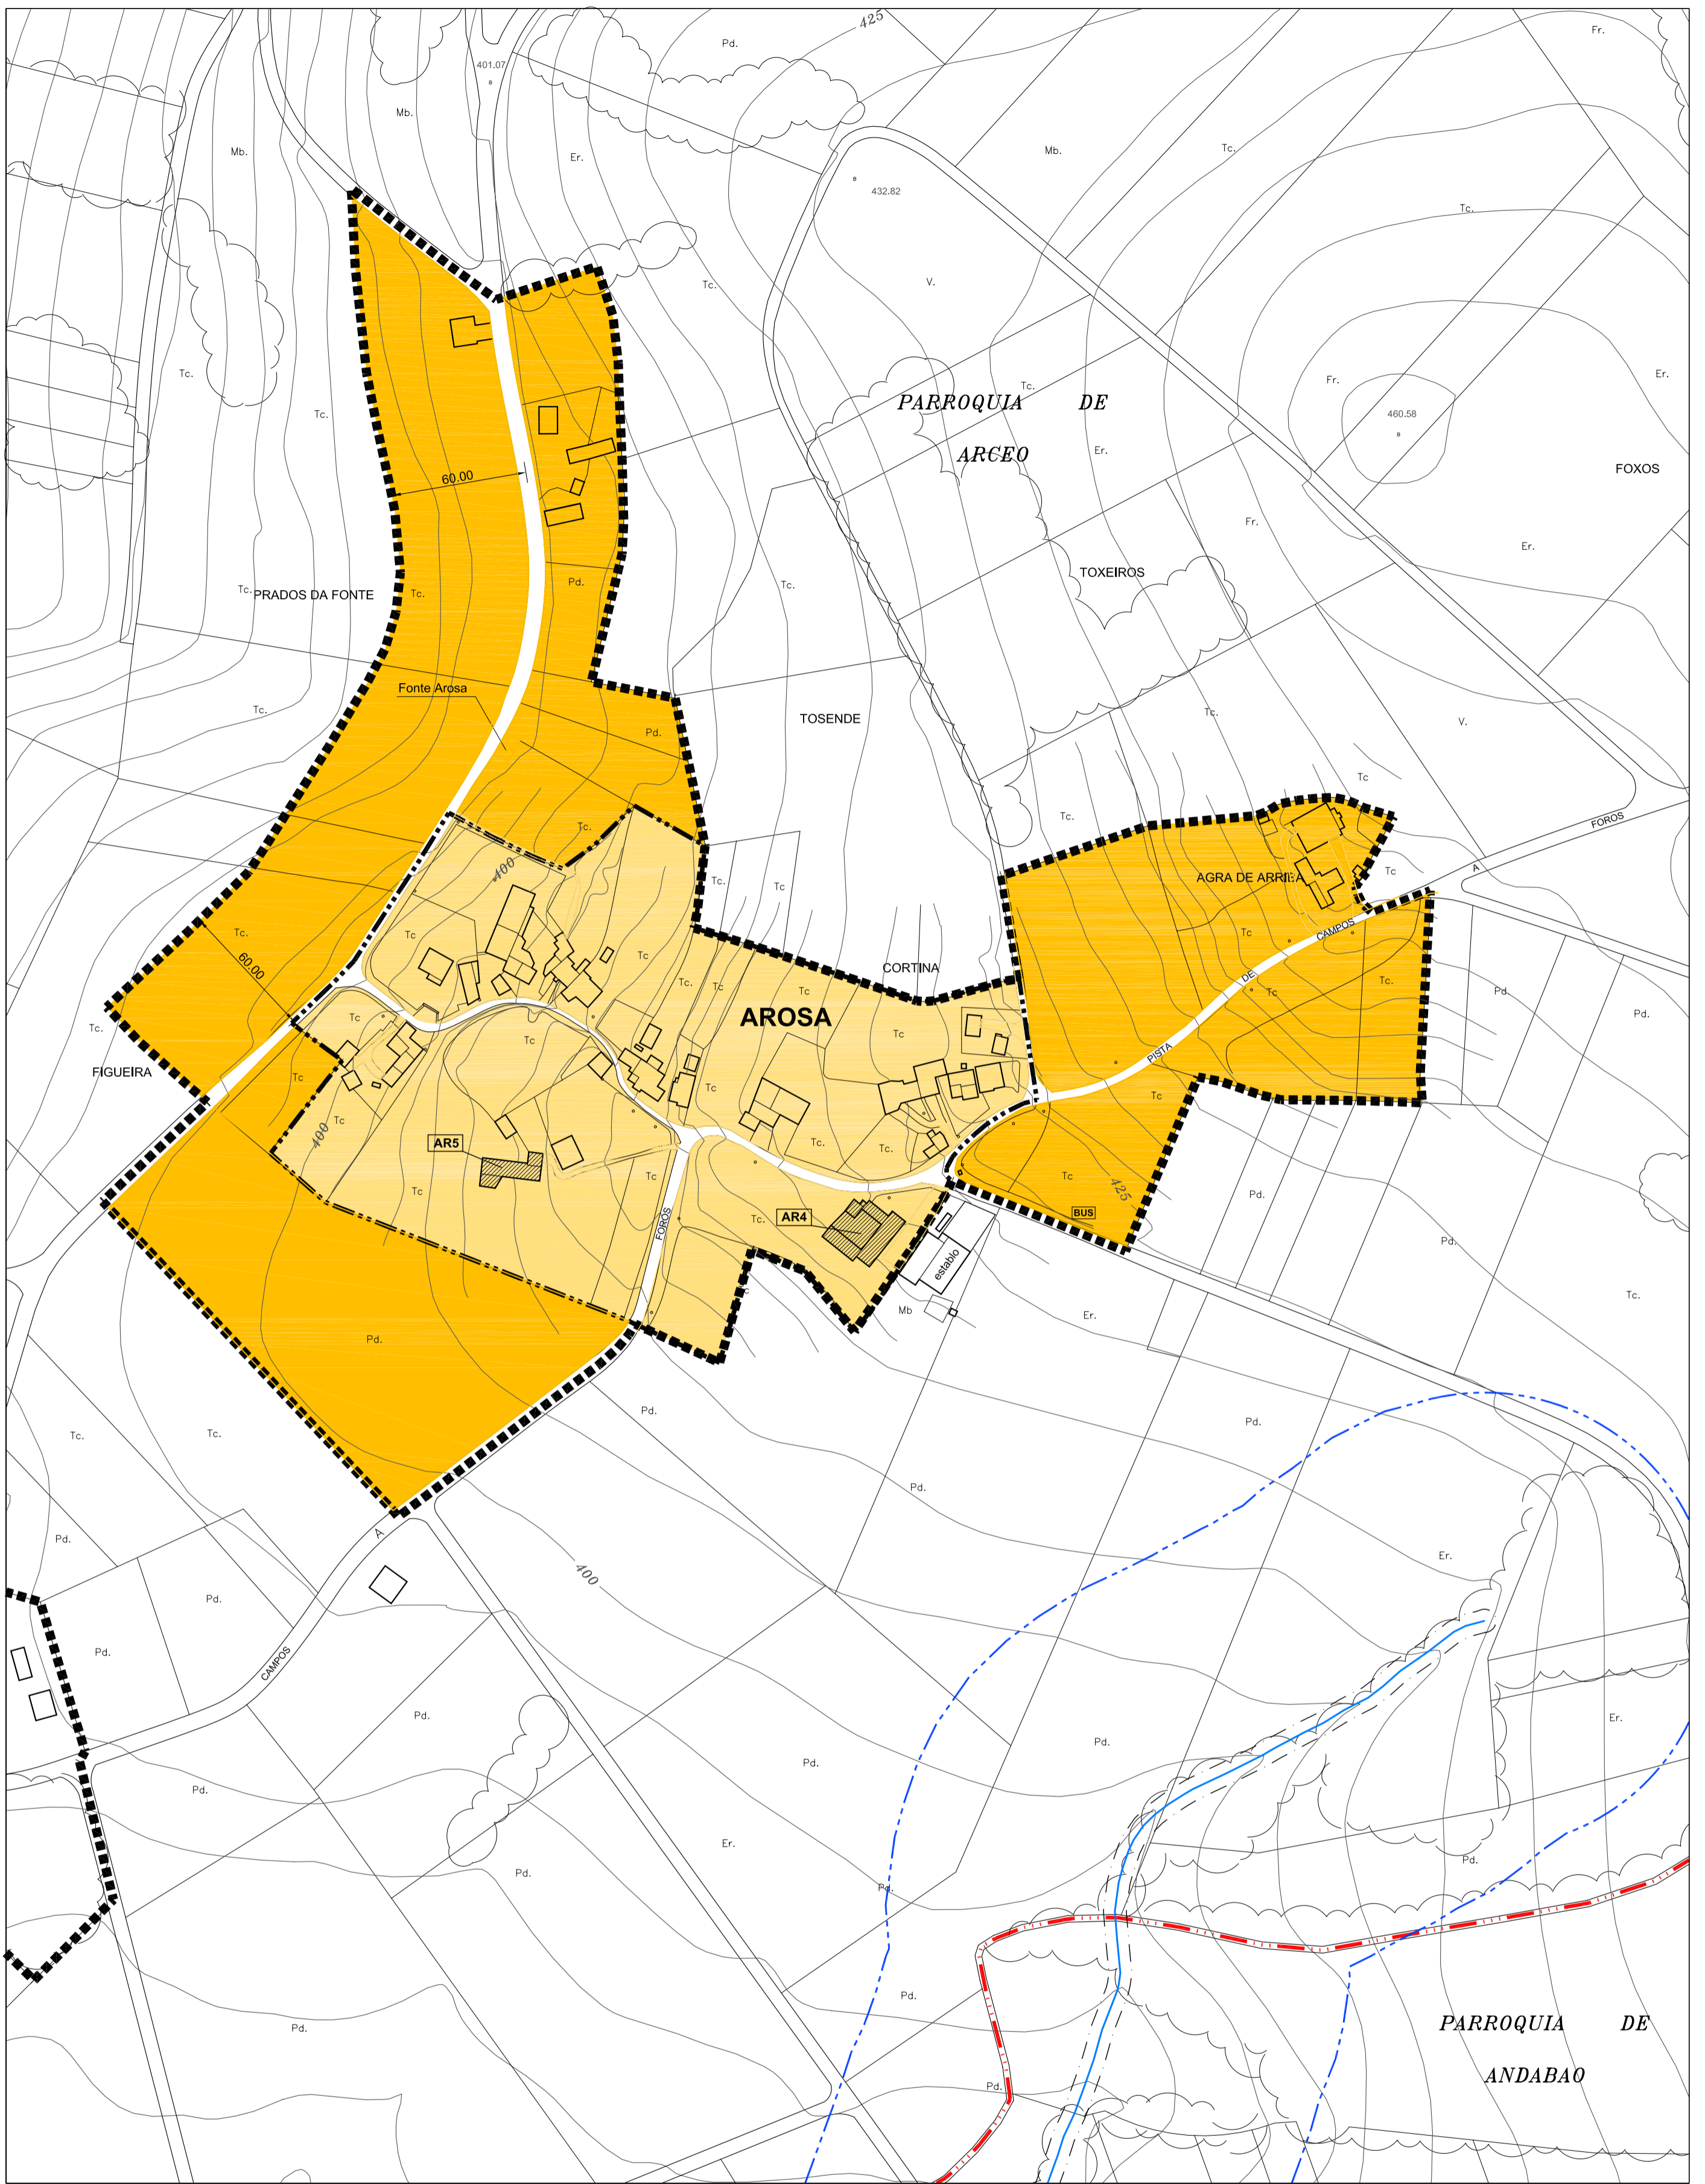 425
Pd.
Fr.
401.07
Mb.
Mb.
Er.
Mb.
Tc.
432.82
Tc.
V.
Tc.
Tc.
Tc.
Tc.
Fr.
Er.
PARROQUIA DE
ARCEO
460.58
Er.
FOXOS
60.00
Fr.
Er.
Pd.
Tc.
TOXEIROS
Tc.
PRADOS DA FONTE
Tc.
Fonte Arosa
Tc.
Pd.
TOSENDE
Tc.
V.
Tc
FOROS
A
Tc.
Tc.
400
Tc.
Tc
AGRA DE ARRIBA
Tc
Tc.
Tc
Tc
CAMPOS
Tc
60.00
Tc
CORTINA
DE
Tc.
Tc
Tc
Tc
Tc.
Pd.
AROSA
Pd.
Tc.
Tc
Tc
Tc
PISTA
FIGUEIRA
Tc
Tc
Tc
400
AR5
Tc.
Tc.
Tc
Tc
Tc
425
Pd.
BUS
FOROS
Tc.
AR4
Pd.
establo
Tc.
Mb
Er.
Tc
Pd.
Pd.
Pd.
Tc.
Tc.
Pd.
Pd.
A
Er.
400
Pd.
CAMPOS
Pd.
Pd.
Pd.
Er.
Pd.
Pd.
Er.
Pd.
Pd.
Pd.
Pd.
Pd.
PARROQUIA DE
ANDABAO
Pd.